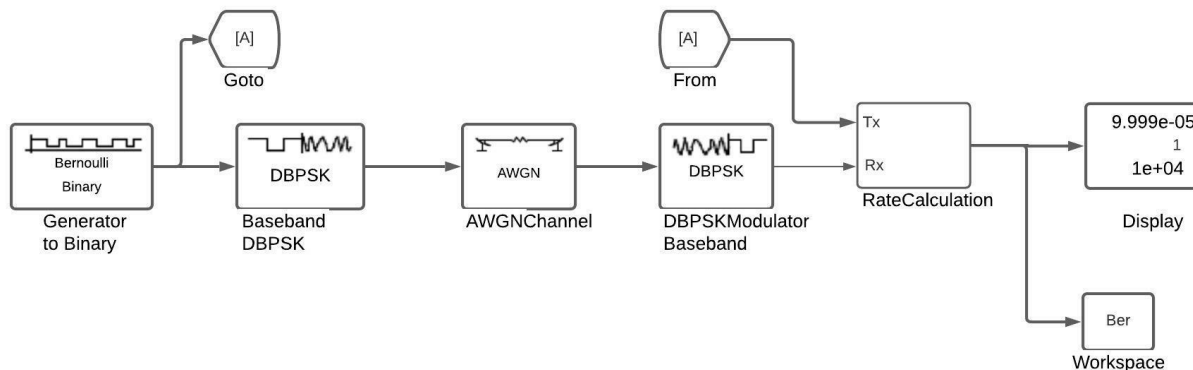 [A]
Goto
[A]
From
Bernoulli
Binary
Generator
to Binary
DBPSK
Baseband
DBPSK
AWGN
AWGNChannel
DBPSK
DBPSKModulator
Baseband
Tx
Rx
RateCalculation
9.999e-05
1
1e+04
Display
Ber
Workspace